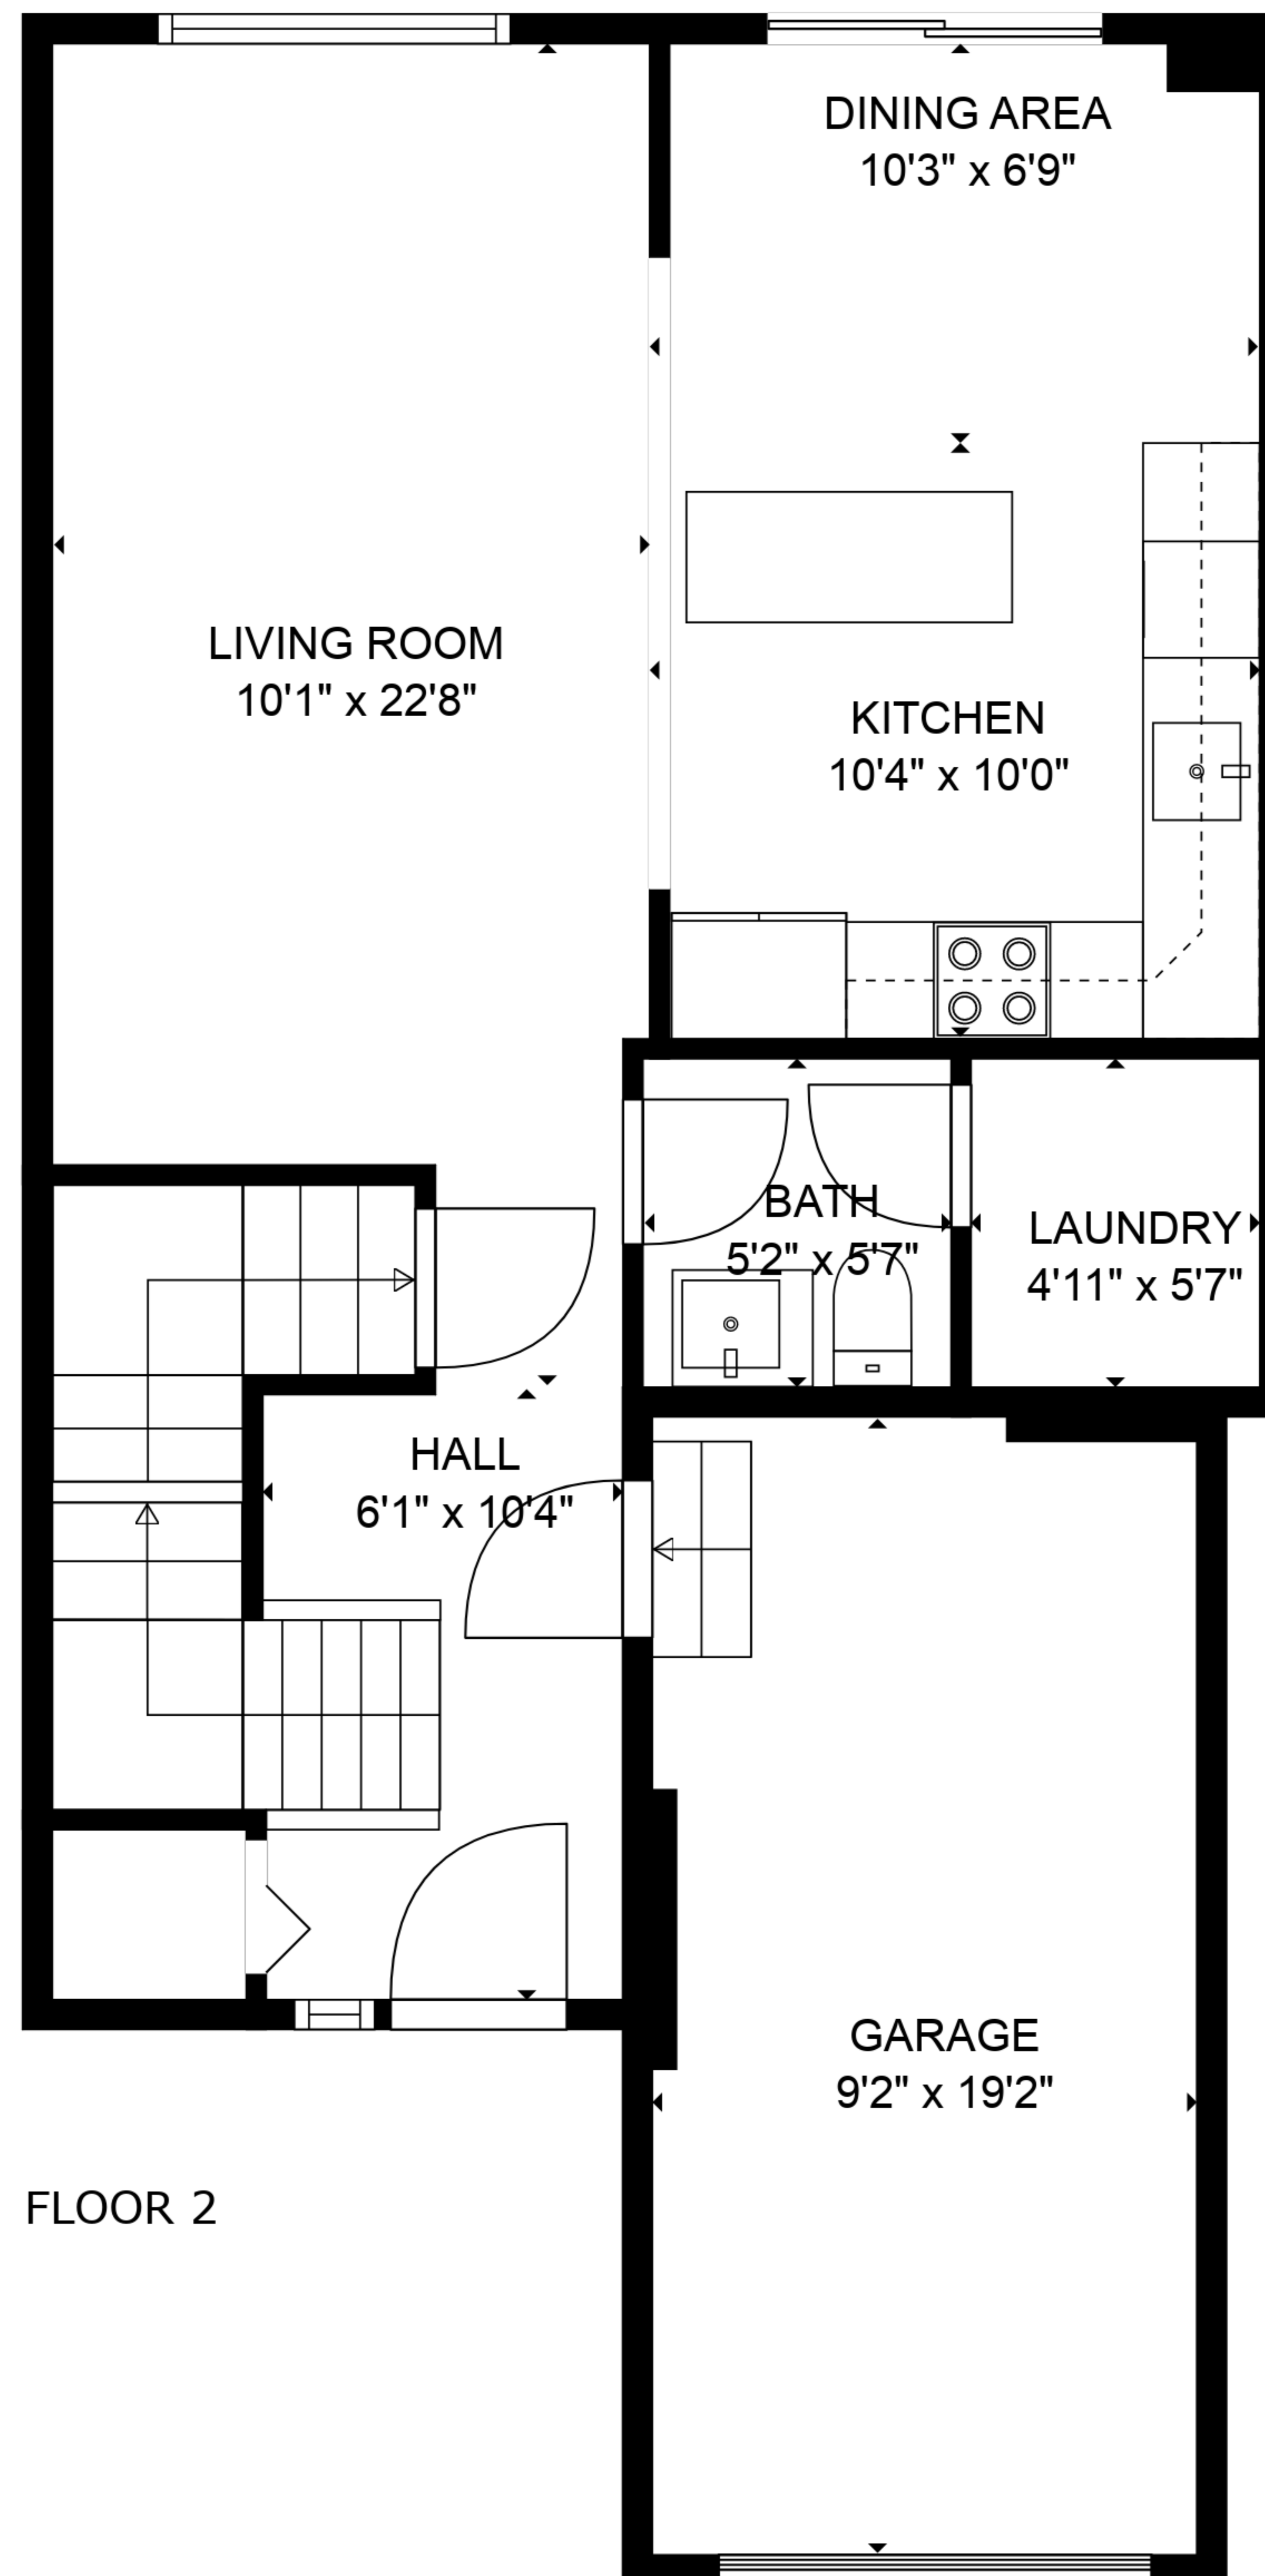 DINING AREA
10'3" x 6'9"
LIVING ROOM
10'1" x 22'8"
KITCHEN
10'4" x 10'0"
BATH
5'2" x 5'7"
LAUNDRY
4'11" x 5'7"
HALL
6'1" x 10'4"
GARAGE
9'2" x 19'2"
FLOOR 2